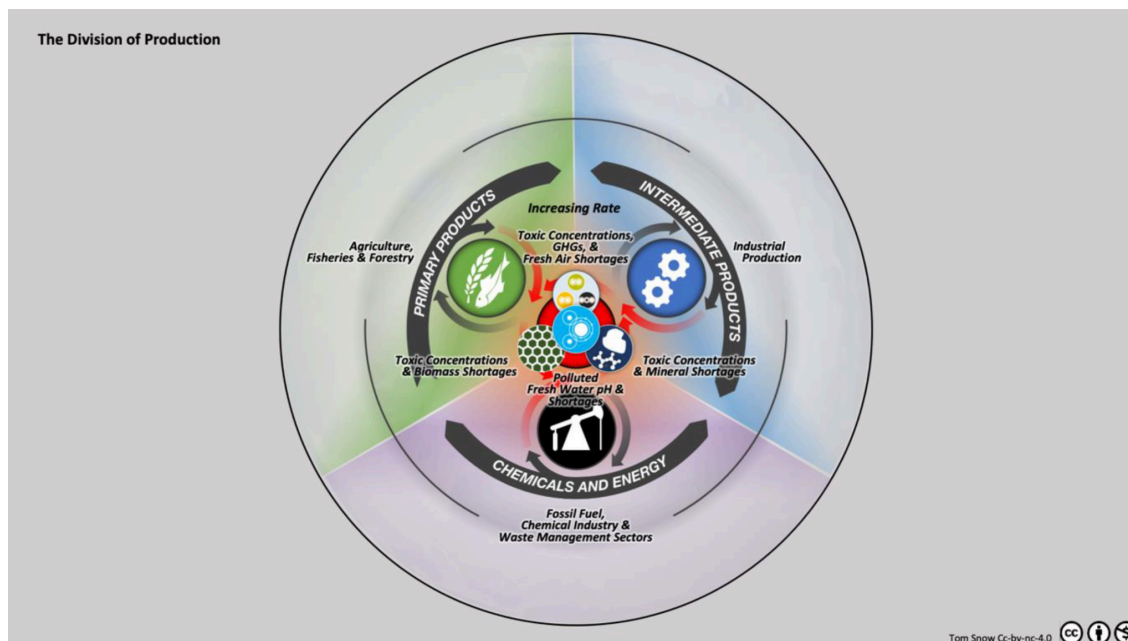 The Division of Production
PRIMARY PRODUCTS
INTERMEDIATE PRODUCTS
Increasing Rate
Toxic Concentrations,
GHGs, &
Fresh Air Shortages
Agriculture,
Fisheries & Forestry
Industrial
Production
Toxic Concentrations
& Biomass Shortages
Toxic Concentrations
& Mineral Shortages
Polluted
Fresh Water pH &
Shortages
CHEMICALS AND ENERGY
Fossil Fuel,
Chemical Industry &
Waste Management Sectors
Tom Snow Cc-by-nc-4.0
cc